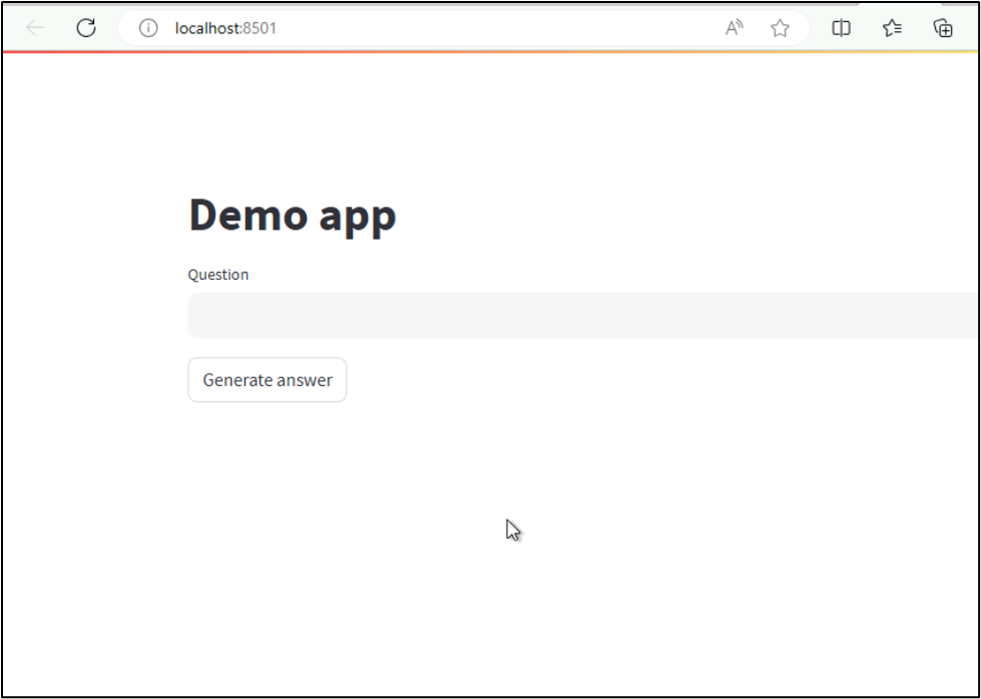 localhost:8501
Demo app
Question
Generate answer